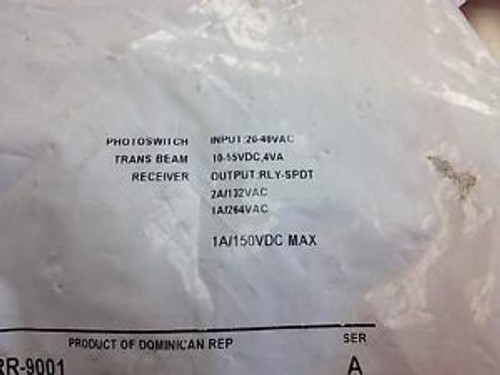 PHOTOSWITCH INPUT:20-40VAC
TRANS BEAM 10-55VDC,4VA
RECEIVER OUTPUT:RLY-SPDT
2A/132VAC
1A/264VAC
1A/150VDC MAX
PRODUCT OF DOMINICAN REP SER
RR-9001 A